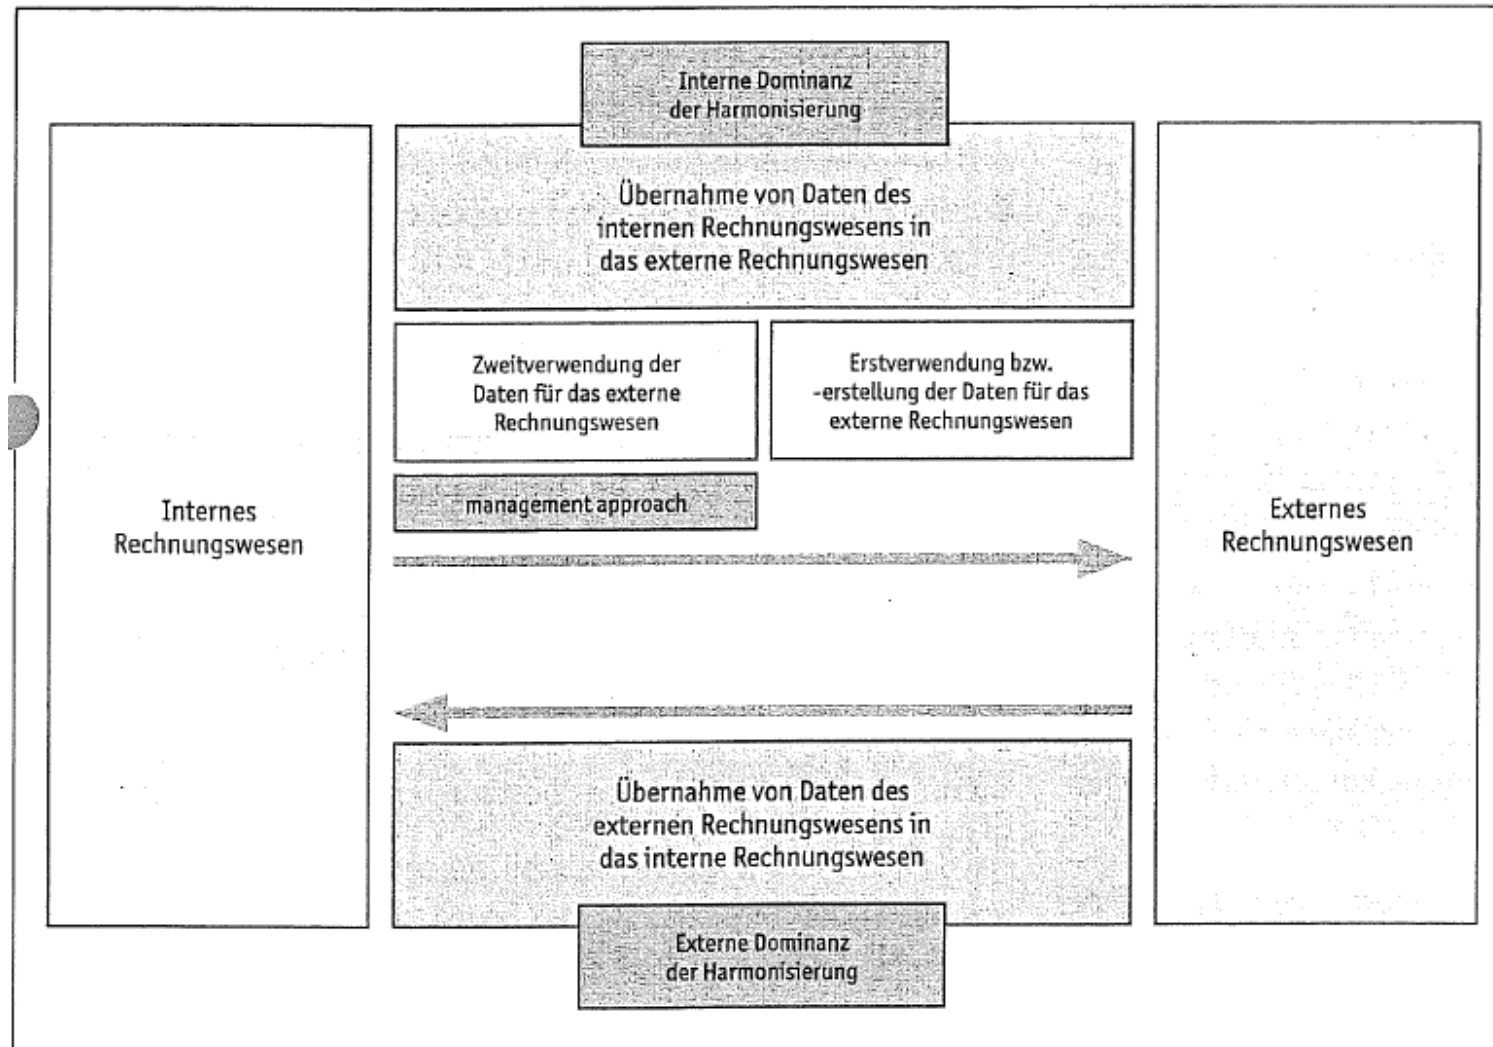 Interne Dominanz
der Harmonisierung
Übernahme von Daten des
internen Rechnungswesens in
das externe Rechnungswesen
Zweitverwendung der
Daten für das externe
Rechnungswesen
Erstverwendung bzw.
-erstellung der Daten für das
externe Rechnungswesen
management approach
Internes
Rechnungswesen
Externes
Rechnungswesen
Übernahme von Daten des
externen Rechnungswesens in
das interne Rechnungswesen
Externe Dominanz
der Harmonisierung